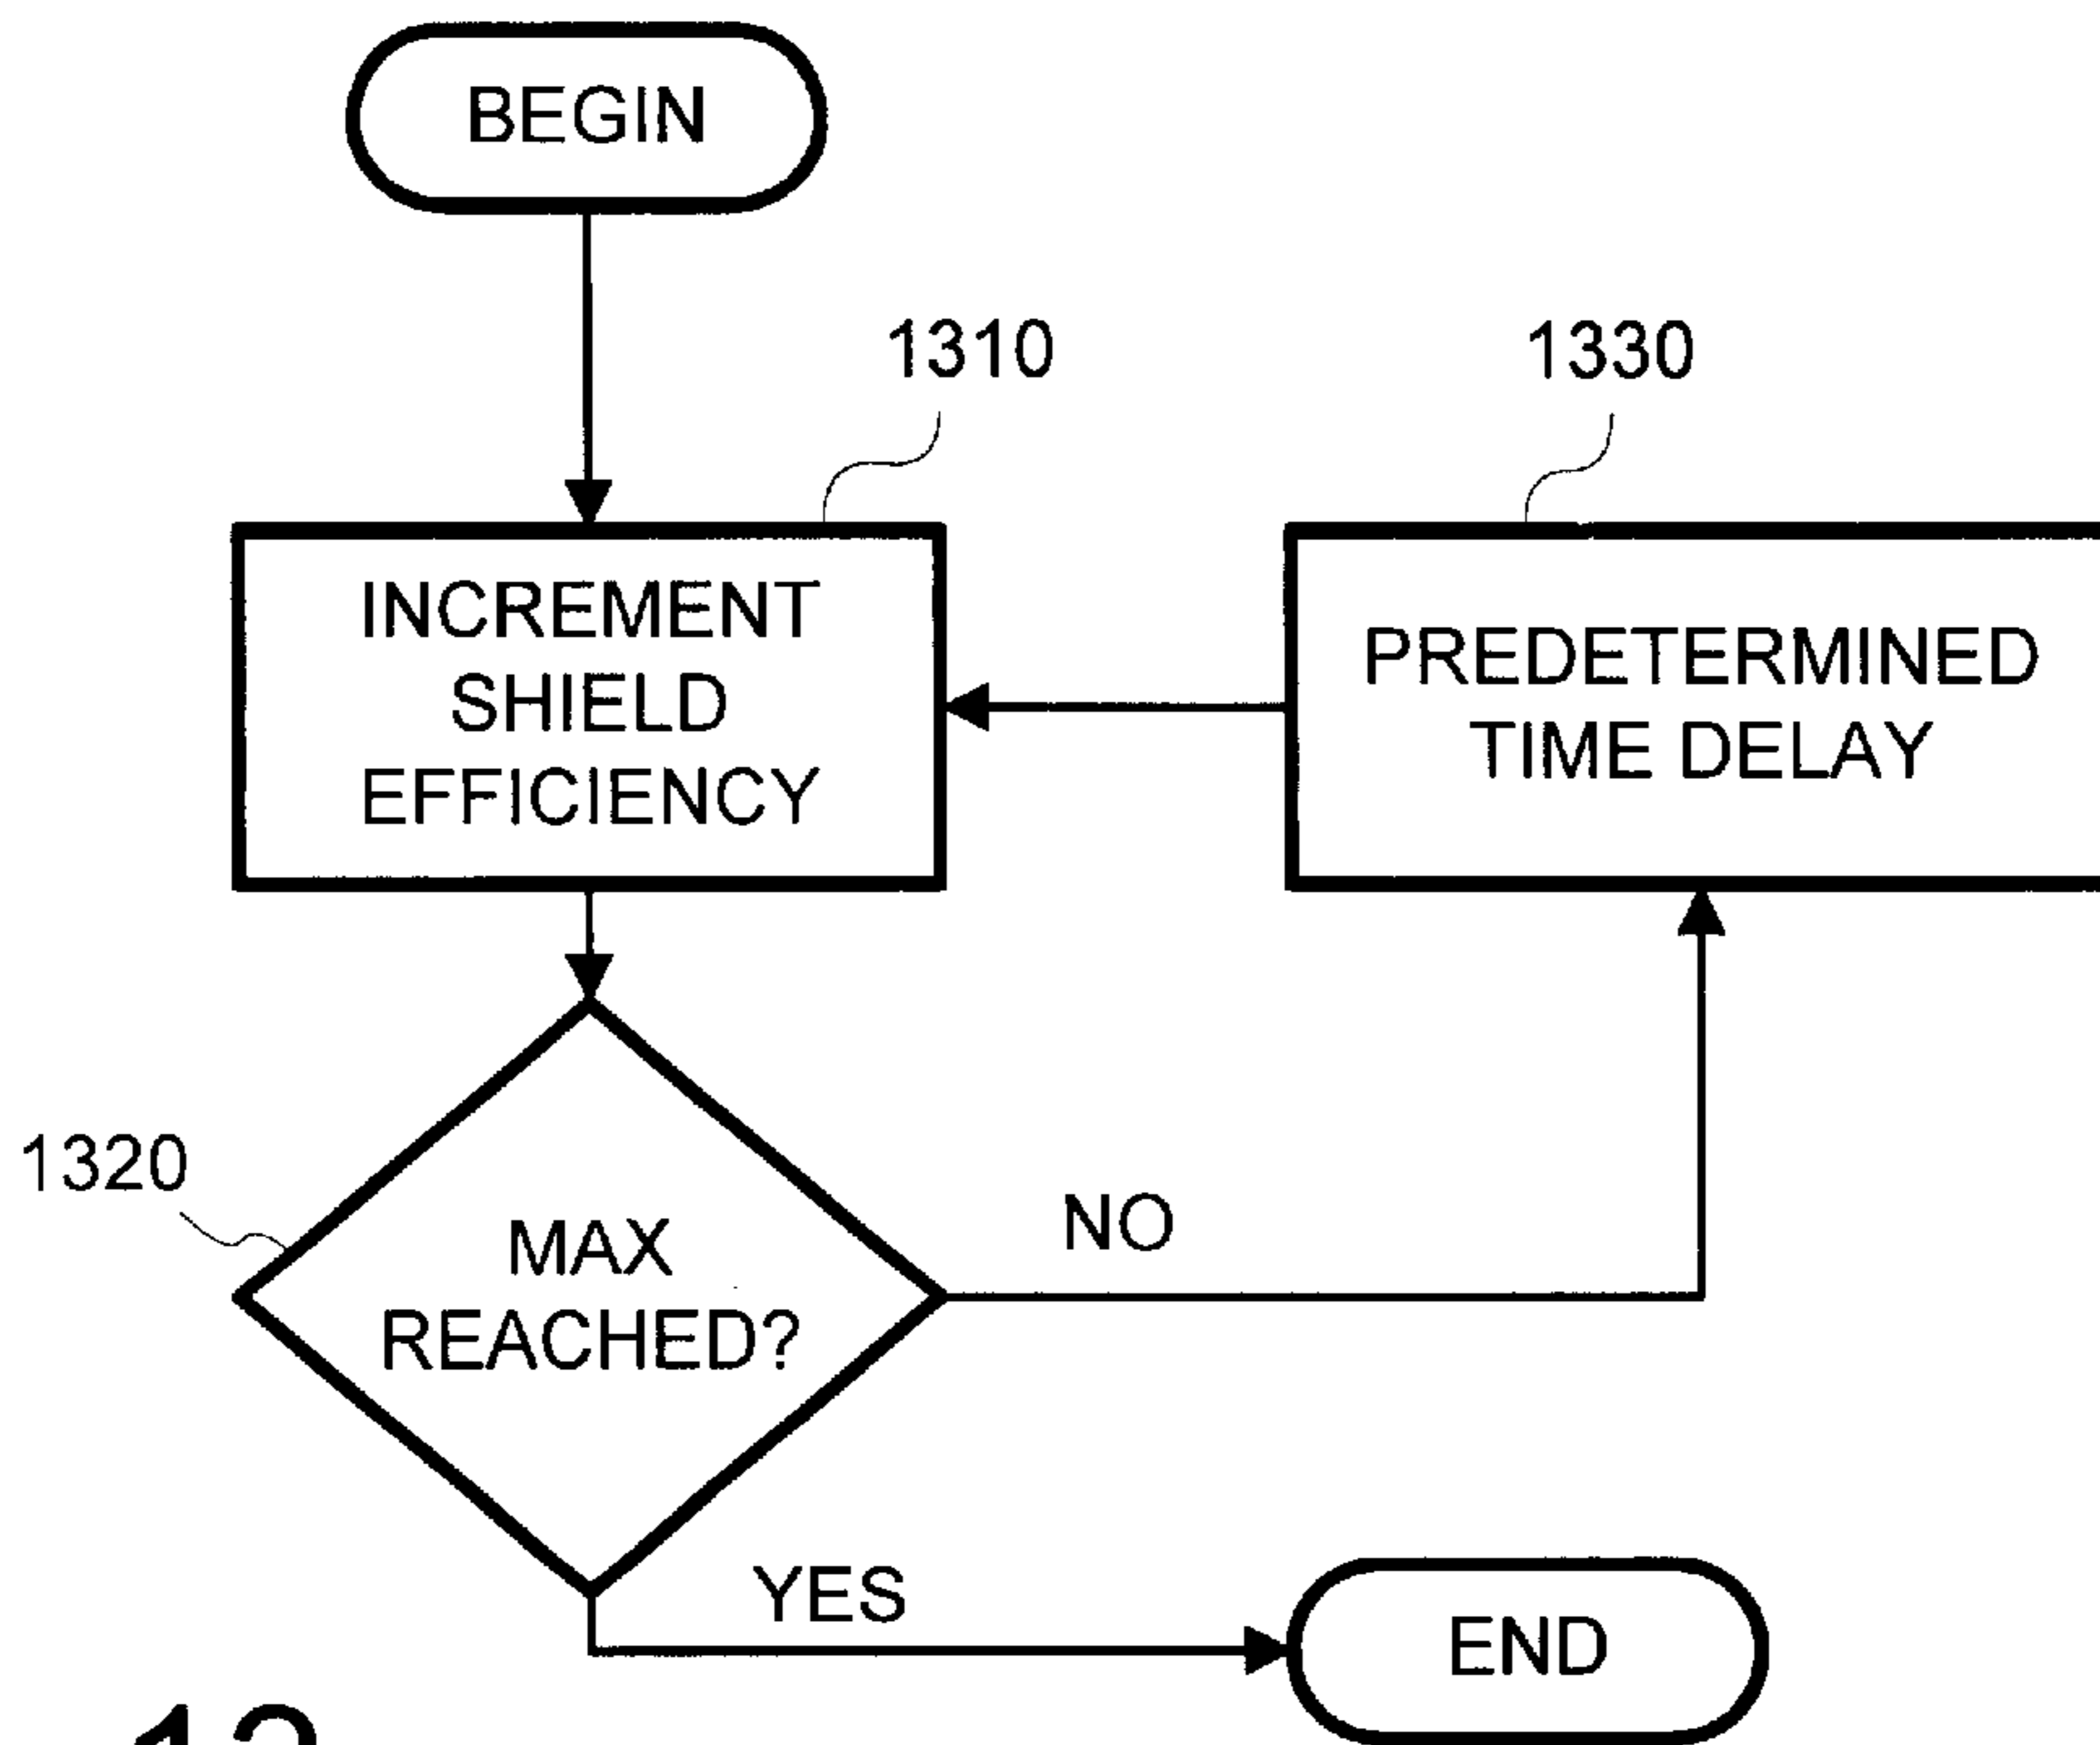 BEGIN
1310
1330
INCREMENT
SHIELD
EFFICIENCY
PREDETERMINED
TIME DELAY
1320
MAX
REACHED?
NO
YES
END